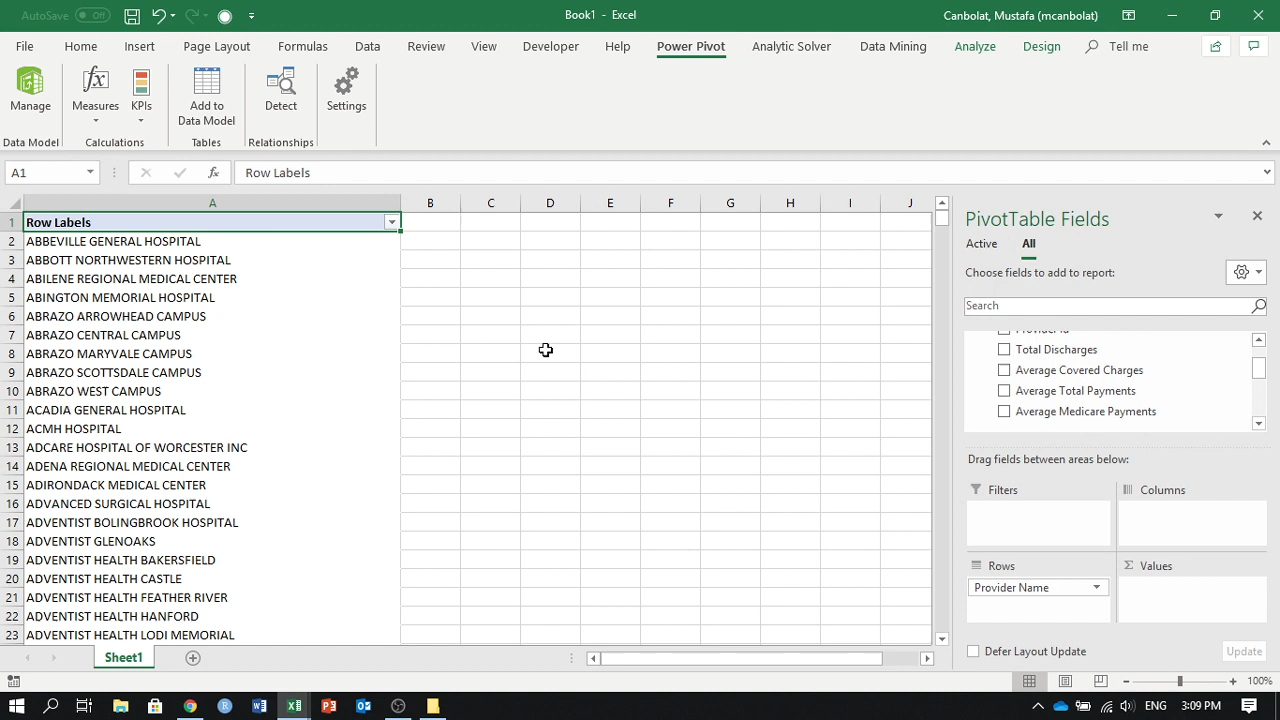 AutoSave Off Book1 - Excel Canbolat, Mustafa (mcanbolat)
File Home Insert Page Layout Formulas Data Review View Developer Help Power Pivot Analytic Solver Data Mining Analyze Design Tell me
Manage Measures KPIs Add to Data Model Detect Settings
Data Model Calculations Tables Relationships
A1 fx Row Labels
A B C D E F G H I J
1 Row Labels
2 ABBEVILLE GENERAL HOSPITAL
3 ABBOTT NORTHWESTERN HOSPITAL
4 ABILENE REGIONAL MEDICAL CENTER
5 ABINGTON MEMORIAL HOSPITAL
6 ABRAZO ARROWHEAD CAMPUS
7 ABRAZO CENTRAL CAMPUS
8 ABRAZO MARYVALE CAMPUS
9 ABRAZO SCOTTSDALE CAMPUS
10 ABRAZO WEST CAMPUS
11 ACADIA GENERAL HOSPITAL
12 ACMH HOSPITAL
13 ADCARE HOSPITAL OF WORCESTER INC
14 ADENA REGIONAL MEDICAL CENTER
15 ADIRONDACK MEDICAL CENTER
16 ADVANCED SURGICAL HOSPITAL
17 ADVENTIST BOLINGBROOK HOSPITAL
18 ADVENTIST GLENOAKS
19 ADVENTIST HEALTH BAKERSFIELD
20 ADVENTIST HEALTH CASTLE
21 ADVENTIST HEALTH FEATHER RIVER
22 ADVENTIST HEALTH HANFORD
23 ADVENTIST HEALTH LODI MEMORIAL
PivotTable Fields
Active All
Choose fields to add to report:
Search
Total Discharges
Average Covered Charges
Average Total Payments
Average Medicare Payments
Drag fields between areas below:
Filters Columns
Rows Σ Values
Provider Name
Defer Layout Update Update
Sheet1
100%
ENG 3:09 PM